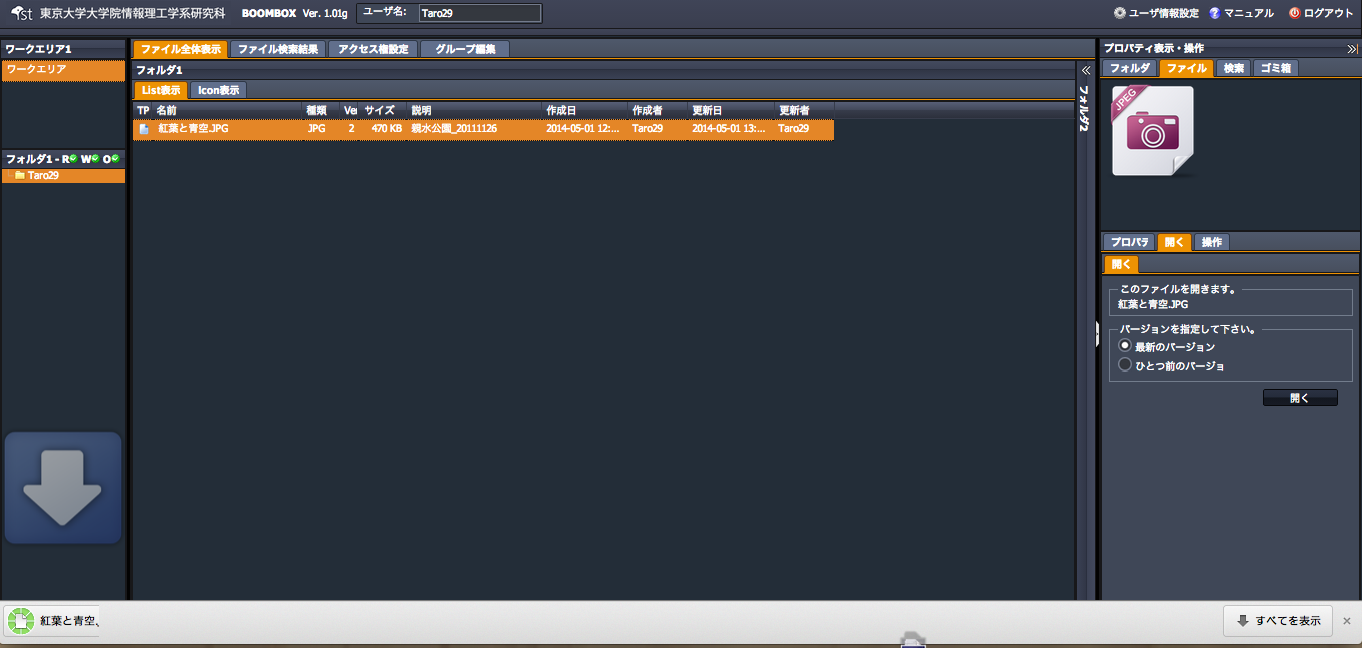 ist 東京大学大学院情報理工学系研究科 BOOMBOX Ver. 1.01g ユーザ名: Taro29 ユーザ情報設定 マニュアル ログアウト
ワークエリア1
ワークエリア
フォルダ1 - R W O
Taro29
ファイル全体表示 ファイル検索結果 アクセス権設定 グループ編集
フォルダ1
List表示 Icon表示
TP 名前 種類 Ve サイズ 説明 作成日 作成者 更新日 更新者
紅葉と青空.JPG JPG 2 470 KB 親水公園_20111126 2014-05-01 12:... Taro29 2014-05-01 13:... Taro29
フォルダ2
プロパティ表示・操作
フォルダ ファイル 検索 ゴミ箱
JPEG
プロパテ 開く 操作
開く
このファイルを開きます。
紅葉と青空.JPG
バージョンを指定して下さい。
最新のバージョン
ひとつ前のバージョ
開く
紅葉と青空
すべてを表示